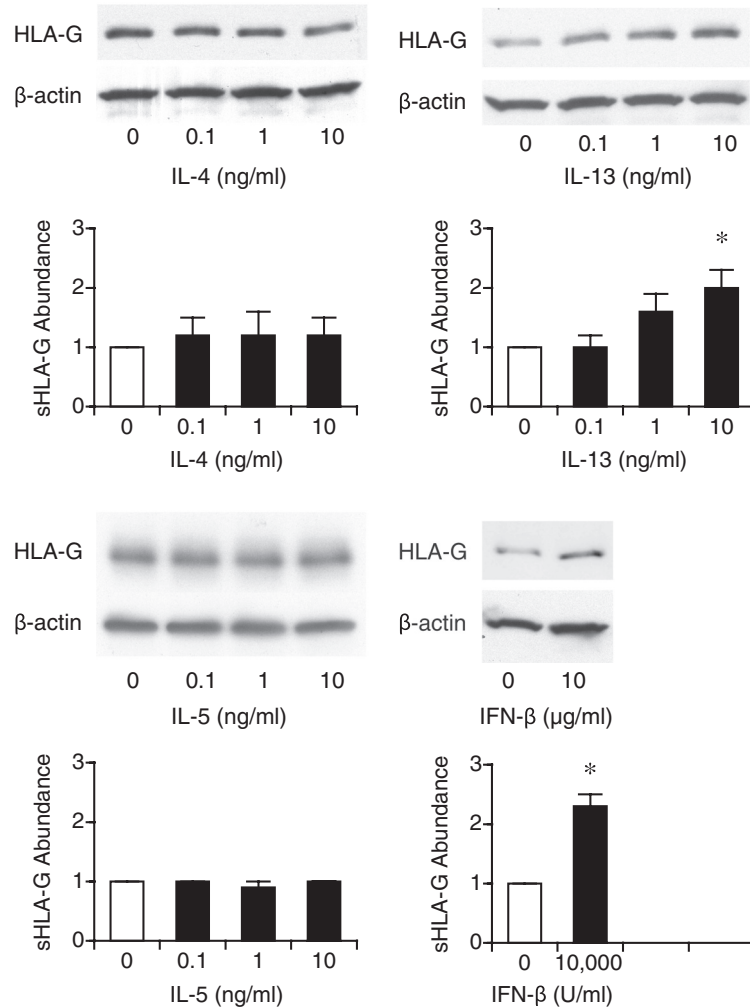 HLA-G
β-actin
0 0.1 1 10
IL-4 (ng/ml)
HLA-G
β-actin
0 0.1 1 10
IL-13 (ng/ml)
sHLA-G Abundance
3
2
1
0
0 0.1 1 10
IL-4 (ng/ml)
sHLA-G Abundance
3
2
1
0
*
0 0.1 1 10
IL-13 (ng/ml)
HLA-G
β-actin
0 0.1 1 10
IL-5 (ng/ml)
HLA-G
β-actin
0 10
IFN-β (µg/ml)
sHLA-G Abundance
3
2
1
0
0 0.1 1 10
IL-5 (ng/ml)
sHLA-G Abundance
3
2
1
0
*
0 10,000
IFN-β (U/ml)